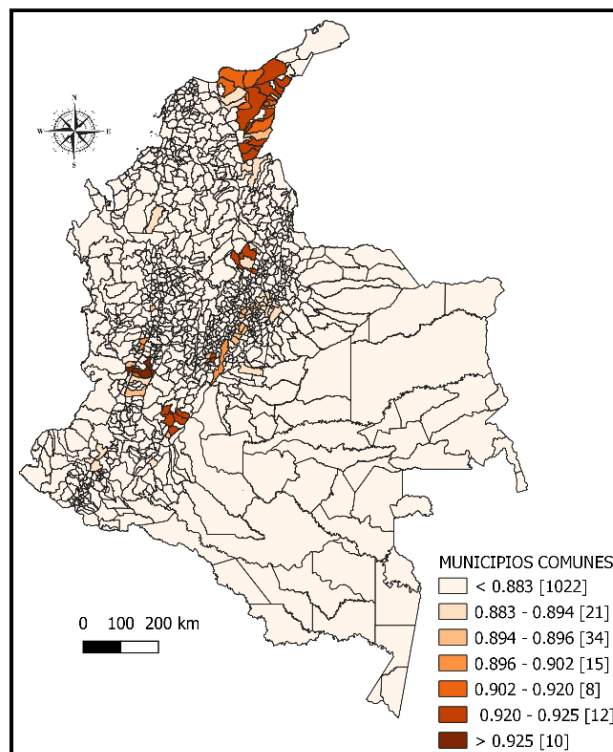 N
W
E
S
MUNICIPIOS COMUNES
< 0.883 [1022]
0.883 - 0.894 [21]
0.894 - 0.896 [34]
0.896 - 0.902 [15]
0.902 - 0.920 [8]
0.920 - 0.925 [12]
> 0.925 [10]
0 100 200 km